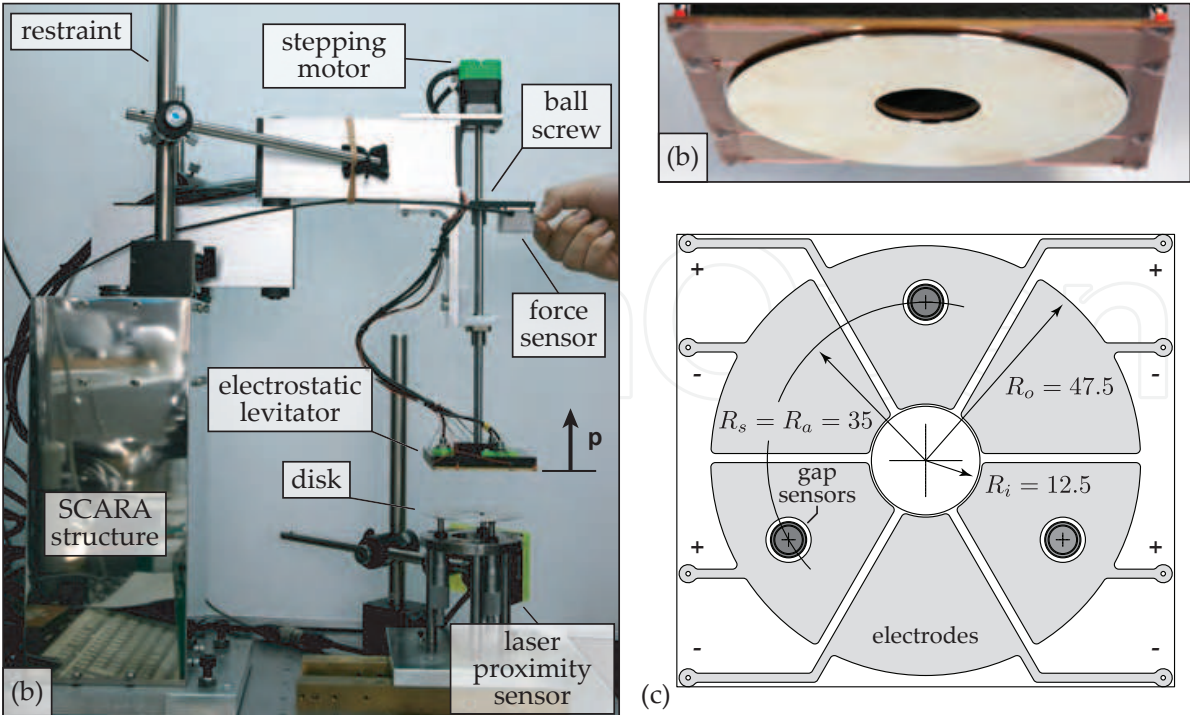 restraint
stepping
motor
ball
screw
force
sensor
electrostatic
levitator
p
disk
SCARA
structure
laser
proximity
sensor
(b)
(b)
+
+
-
-
R_o = 47.5
R_s = R_a = 35
gap
sensors
R_i = 12.5
+
+
electrodes
-
-
(c)